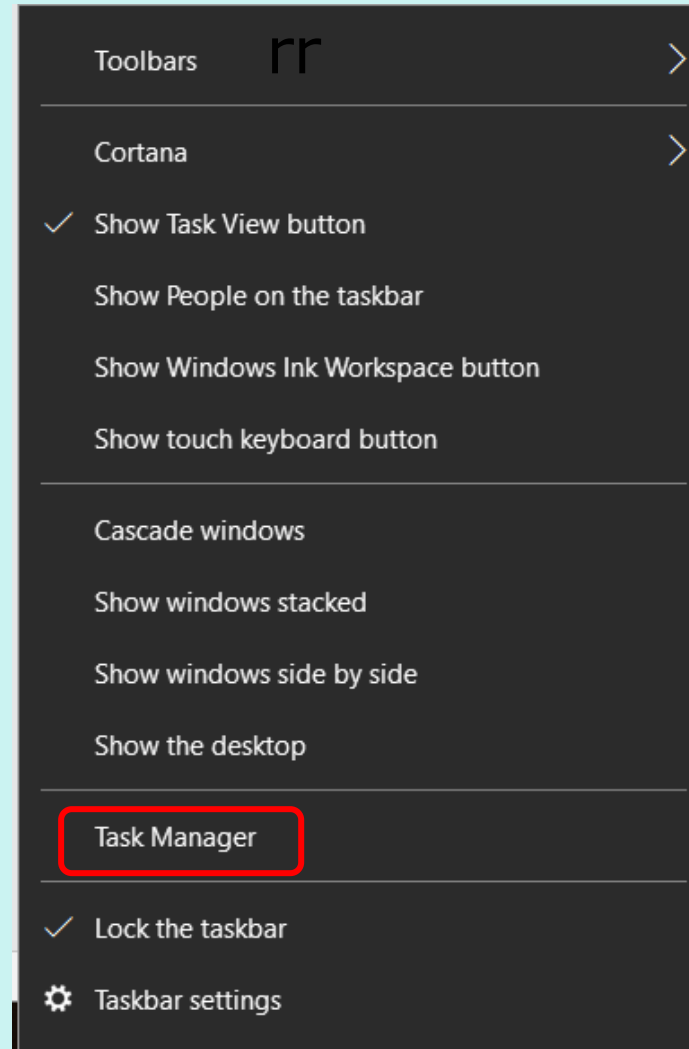 Toolbars rr
Cortana
Show Task View button
Show People on the taskbar
Show Windows Ink Workspace button
Show touch keyboard button
Cascade windows
Show windows stacked
Show windows side by side
Show the desktop
Task Manager
Lock the taskbar
Taskbar settings